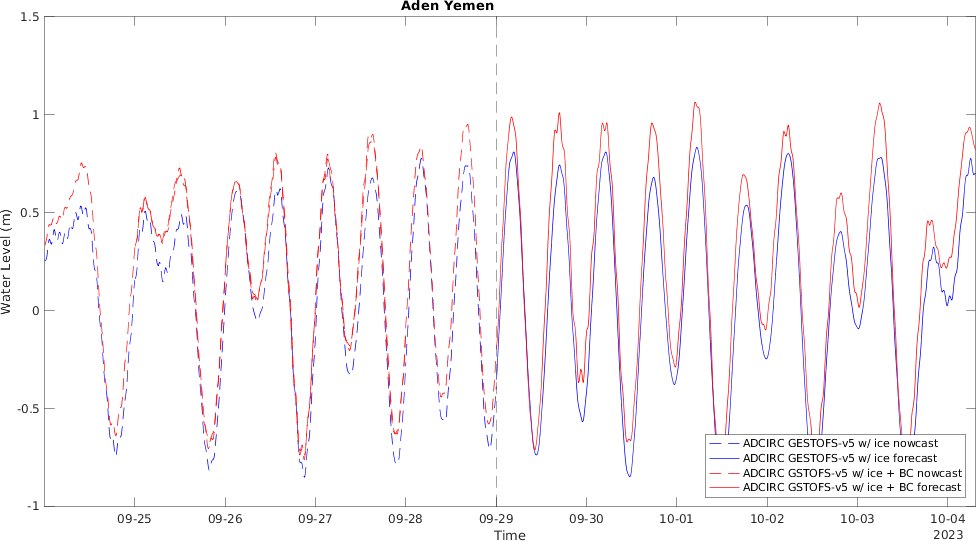 Aden Yemen
1.5
1
0.5
0
-0.5
-1
Water Level (m)
09-25
09-26
09-27
09-28
09-29
09-30
10-01
10-02
10-03
10-04
Time
2023
ADCIRC GESTOFS-v5 w/ ice nowcast
ADCIRC GESTOFS-v5 w/ ice forecast
ADCIRC GSTOFS-v5 w/ ice + BC nowcast
ADCIRC GSTOFS-v5 w/ ice + BC forecast